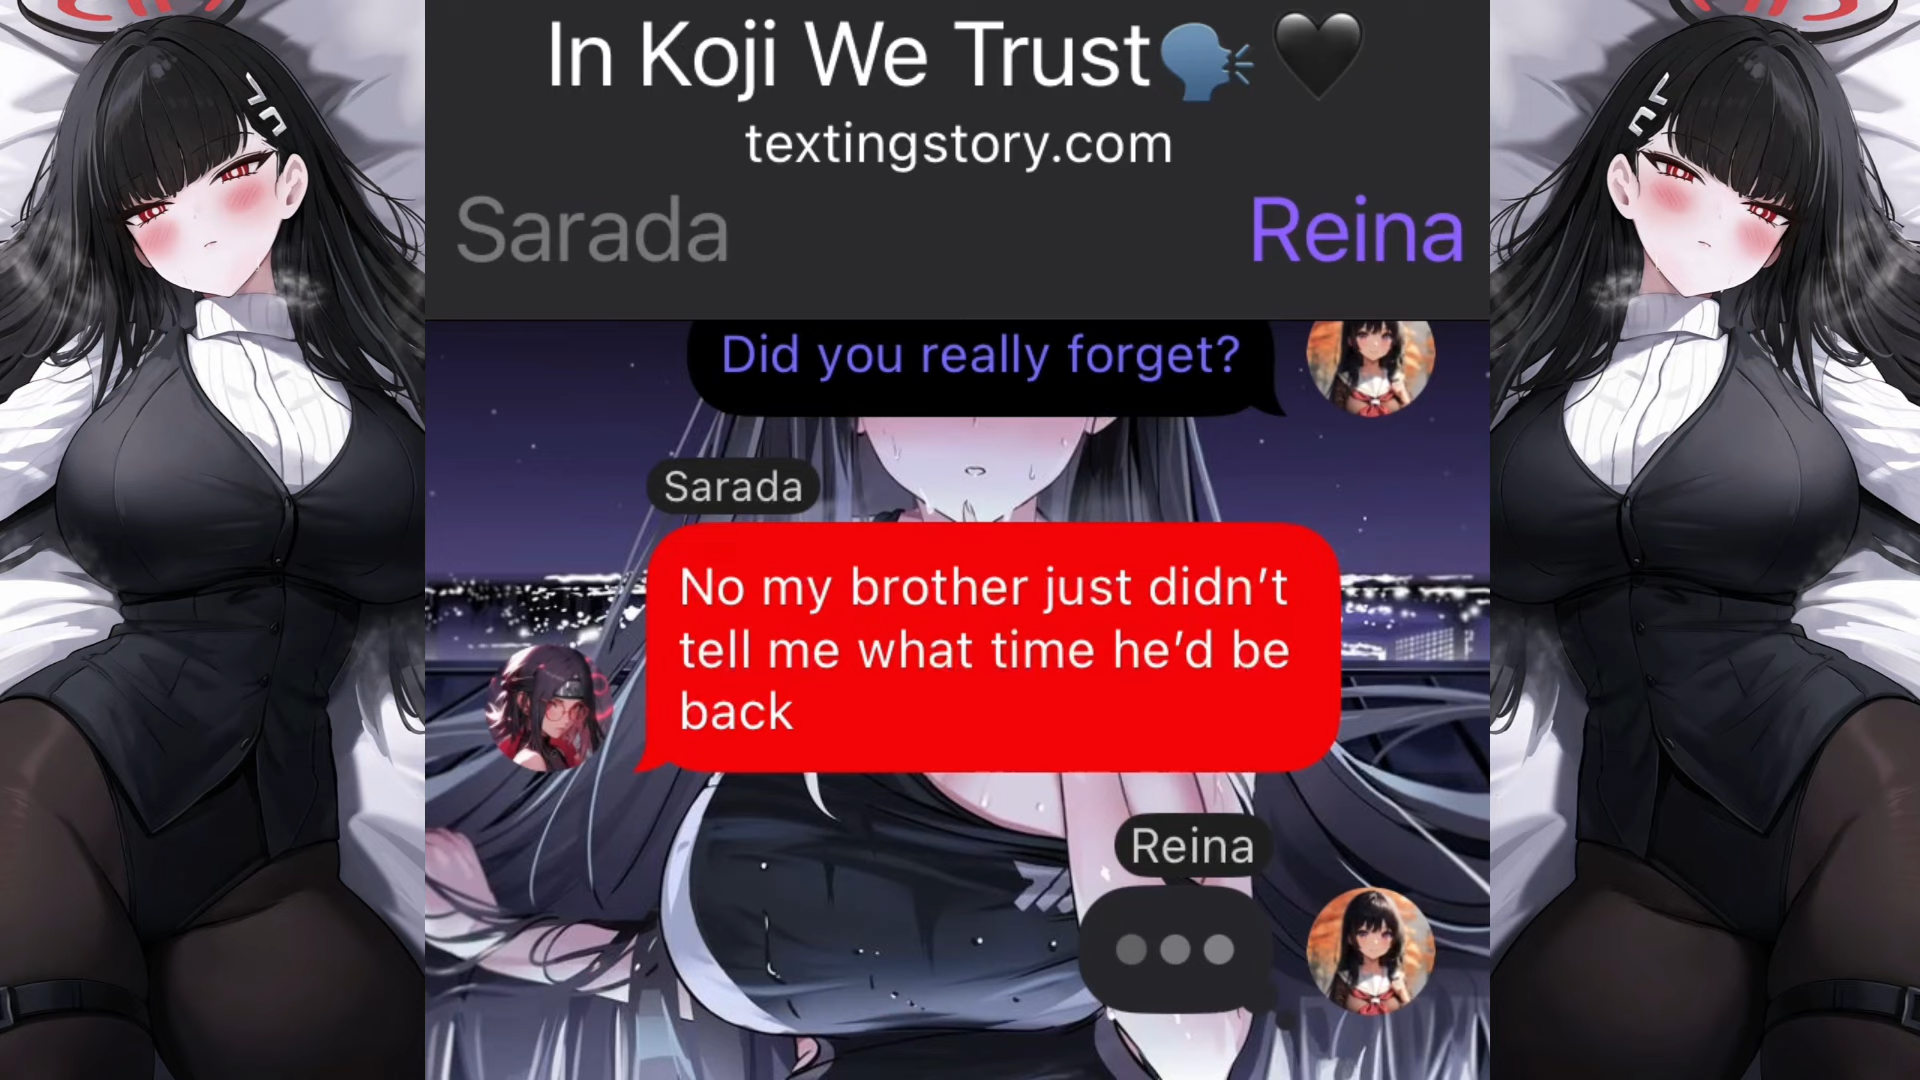 In Koji We Trust🗣️🖤
textingstory.com
Sarada
Reina
Did you really forget?
Sarada
No my brother just didn't
tell me what time he'd be
back
Reina